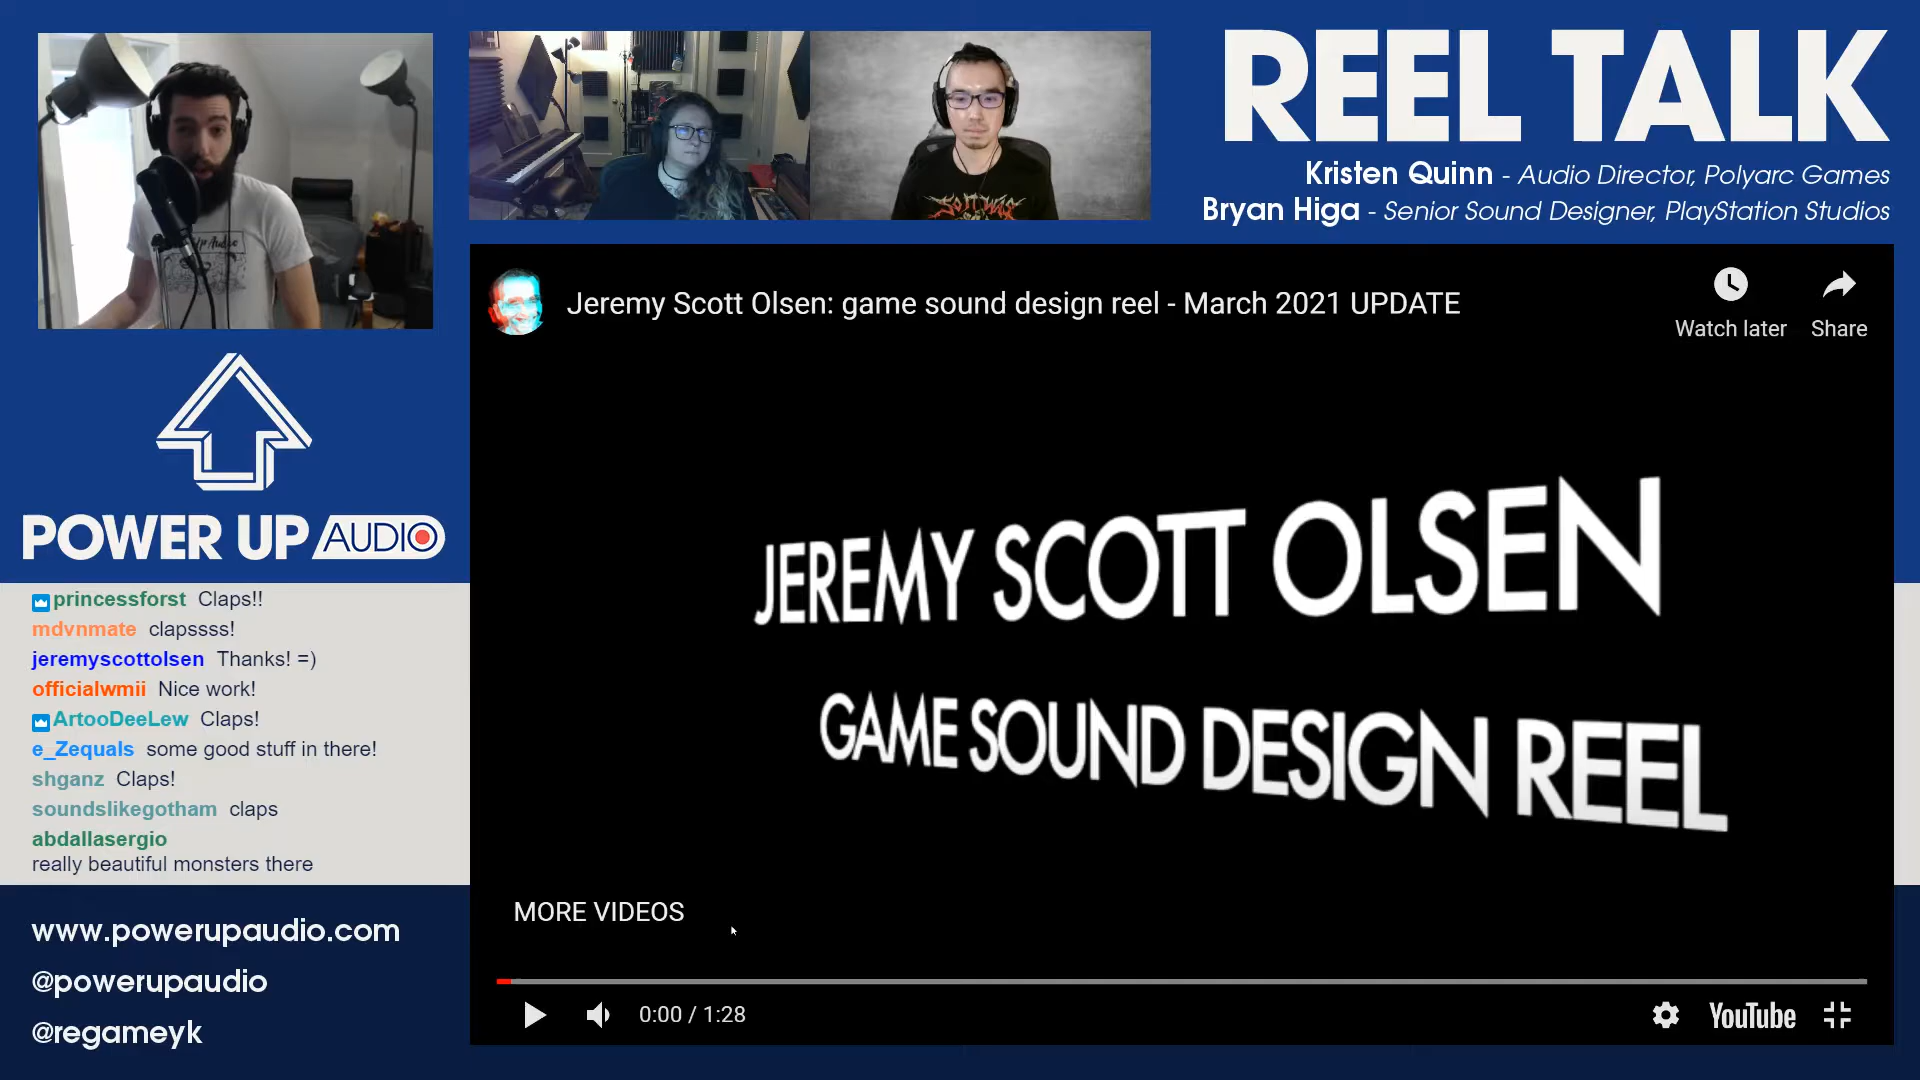 REEL TALK
Kristen Quinn - Audio Director, Polyarc Games
Bryan Higa - Senior Sound Designer, PlayStation Studios
Jeremy Scott Olsen: game sound design reel - March 2021 UPDATE
Watch later
Share
JEREMY SCOTT OLSEN
GAME SOUND DESIGN REEL
MORE VIDEOS
0:00 / 1:28
YouTube
POWER UP AUDIO
princessforst Claps!!
mdvnmate clapssss!
jeremyscottolsen Thanks! =)
officialwmii Nice work!
ArtooDeeLew Claps!
e_Zequals some good stuff in there!
shganz Claps!
soundslikegotham claps
abdallasergio
really beautiful monsters there
www.powerupaudio.com
@powerupaudio
@regameyk